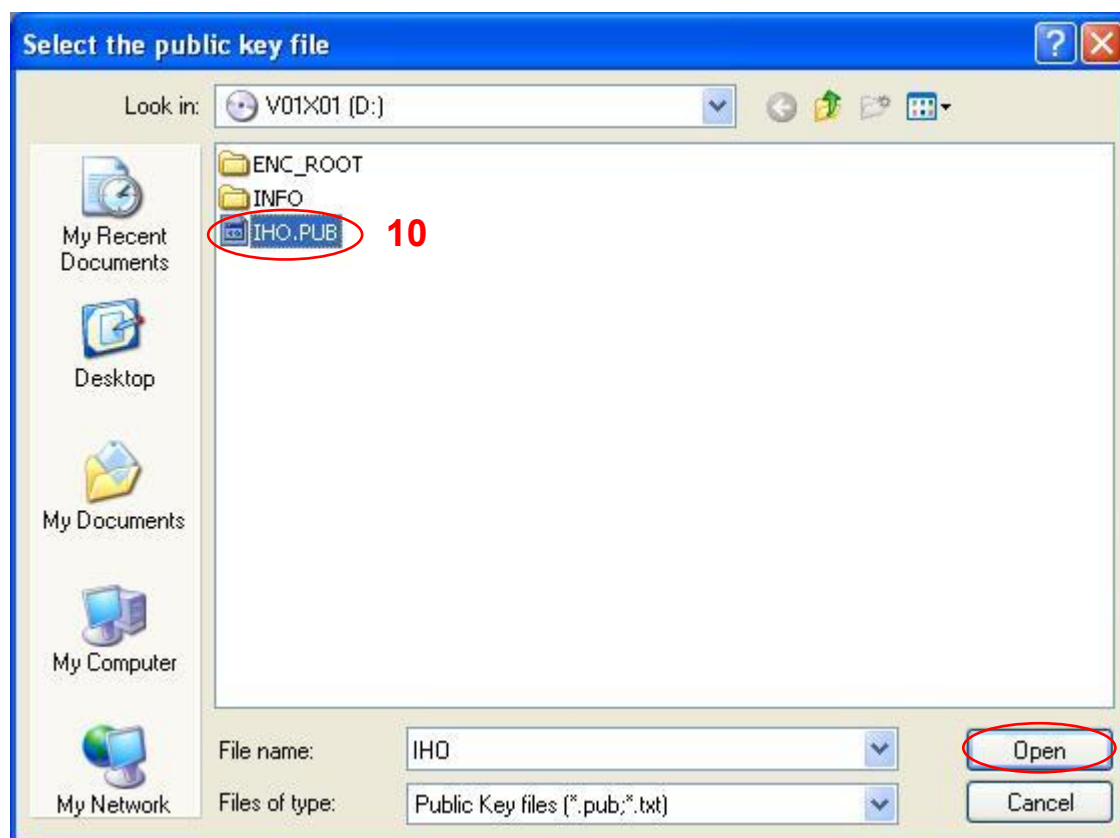 Select the public key file
Look in: V01X01 (D:)
ENC_ROOT
INFO
IHO.PUB 10
My Recent
Documents
Desktop
My Documents
My Computer
My Network
File name: IHO Open
Files of type: Public Key files (*.pub;*.txt) Cancel